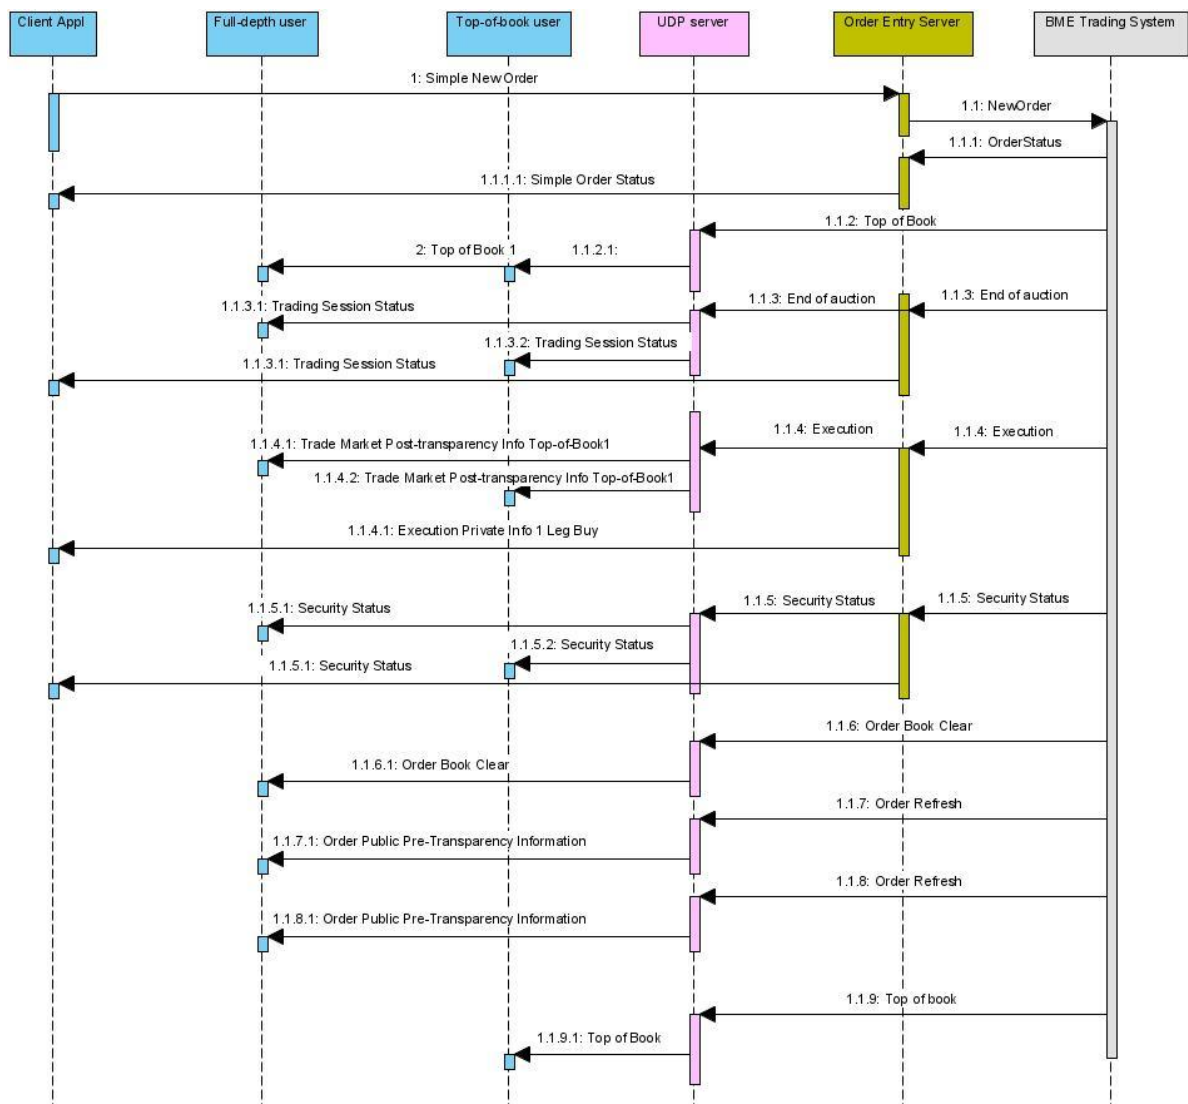 Client Appl
Full-depth user
Top-of-book user
UDP server
Order Entry Server
BME Trading System
1: Simple New Order
1.1: NewOrder
1.1.1: OrderStatus
1.1.1.1: Simple Order Status
1.1.2: Top of Book
2: Top of Book 1
1.1.2.1:
1.1.3: End of auction
1.1.3: End of auction
1.1.3.1: Trading Session Status
1.1.3.2: Trading Session Status
1.1.3.1: Trading Session Status
1.1.4: Execution
1.1.4: Execution
1.1.4.1: Trade Market Post-transparency Info Top-of-Book1
1.1.4.2: Trade Market Post-transparency Info Top-of-Book1
1.1.4.1: Execution Private Info 1 Leg Buy
1.1.5: Security Status
1.1.5: Security Status
1.1.5.1: Security Status
1.1.5.2: Security Status
1.1.5.1: Security Status
1.1.6: Order Book Clear
1.1.6.1: Order Book Clear
1.1.7: Order Refresh
1.1.7.1: Order Public Pre-Transparency Information
1.1.8: Order Refresh
1.1.8.1: Order Public Pre-Transparency Information
1.1.9: Top of book
1.1.9.1: Top of Book